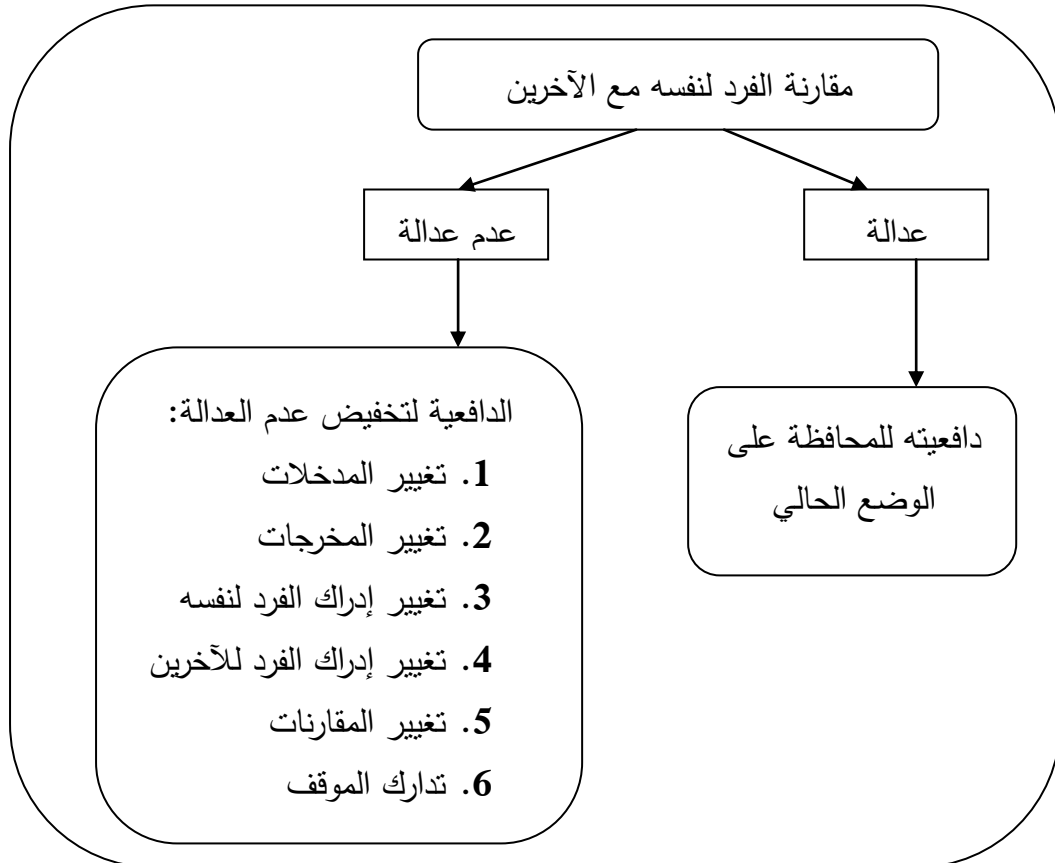 مقارنة الفرد لنفسه مع الآخرين
عدالة
عدم عدالة
دافعيته للمحافظة على
الوضع الحالي
الدافعية لتخفيض عدم العدالة:
1. تغيير المدخلات
2. تغيير المخرجات
3. تغيير إدراك الفرد لنفسه
4. تغيير إدراك الفرد للآخرين
5. تغيير المقارنات
6. تدارك الموقف